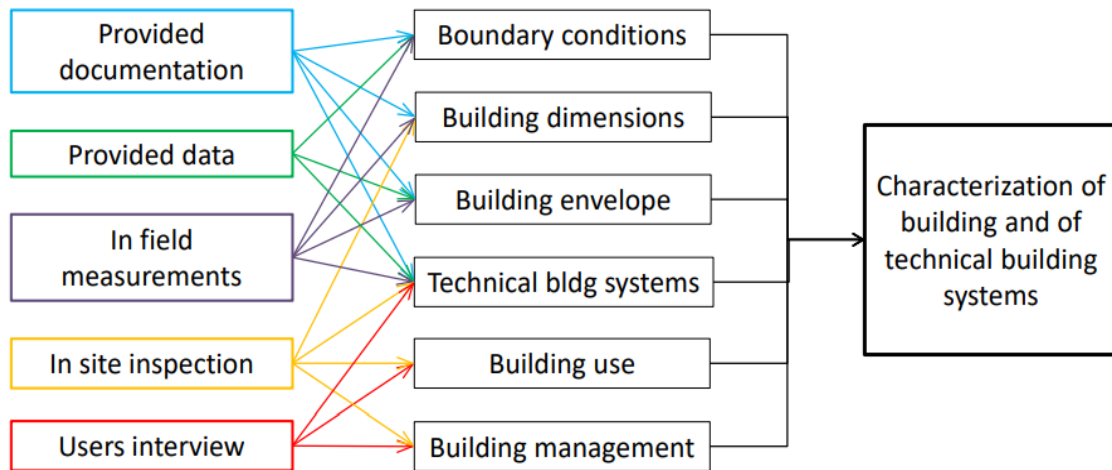 Provided
documentation
Provided data
In field
measurements
In site inspection
Users interview
Boundary conditions
Building dimensions
Building envelope
Technical bldg systems
Building use
Building management
Characterization of
building and of
technical building
systems